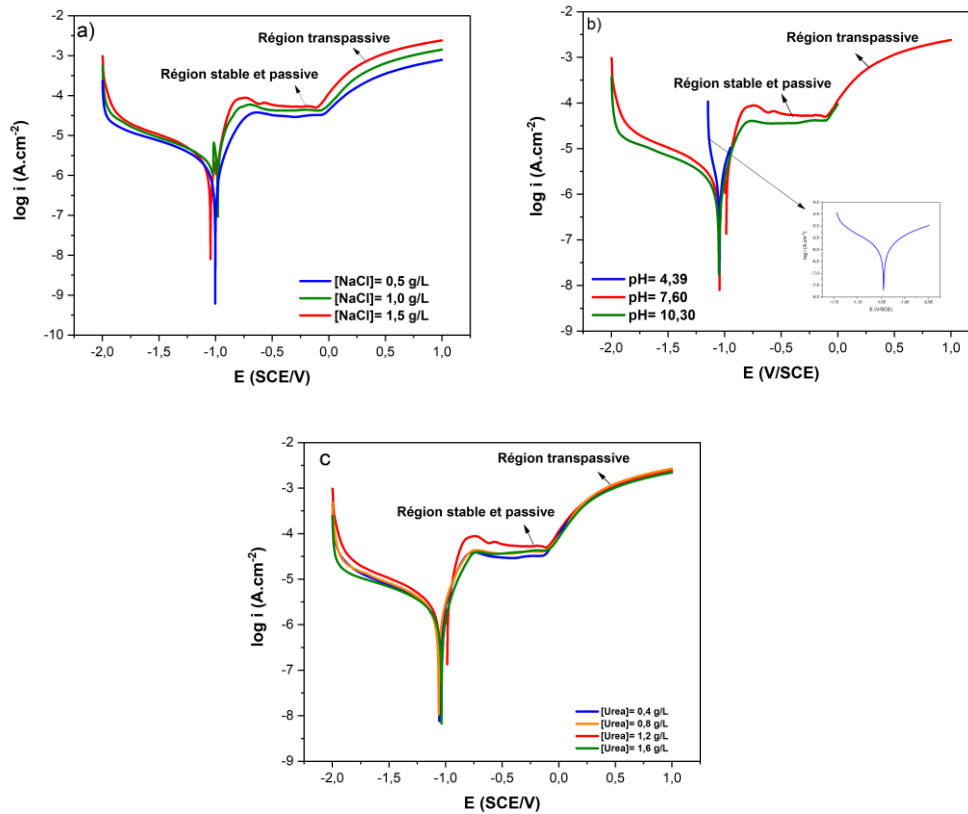 a)
-2
-3
-4
-5
-6
-7
-8
-9
-10
log i (A.cm-2)
Région transpassive
Région stable et passive
[NaCl]= 0,5 g/L
[NaCl]= 1,0 g/L
[NaCl]= 1,5 g/L
-2,0 -1,5 -1,0 -0,5 0,0 0,5 1,0
E (SCE/V)
b)
-2
-3
-4
-5
-6
-7
-8
-9
log i (A.cm-2)
Région transpassive
Région stable et passive
pH= 4,39
pH= 7,60
pH= 10,30
log i (A.cm-2)
E (V/SCE)
-2,0 -1,5 -1,0 -0,5 0,0 0,5 1,0
E (V/SCE)
c
-2
-3
-4
-5
-6
-7
-8
-9
log i (A.cm-2)
Région transpassive
Région stable et passive
[Urea]= 0,4 g/L
[Urea]= 0,8 g/L
[Urea]= 1,2 g/L
[Urea]= 1,6 g/L
-2,0 -1,5 -1,0 -0,5 0,0 0,5 1,0
E (SCE/V)